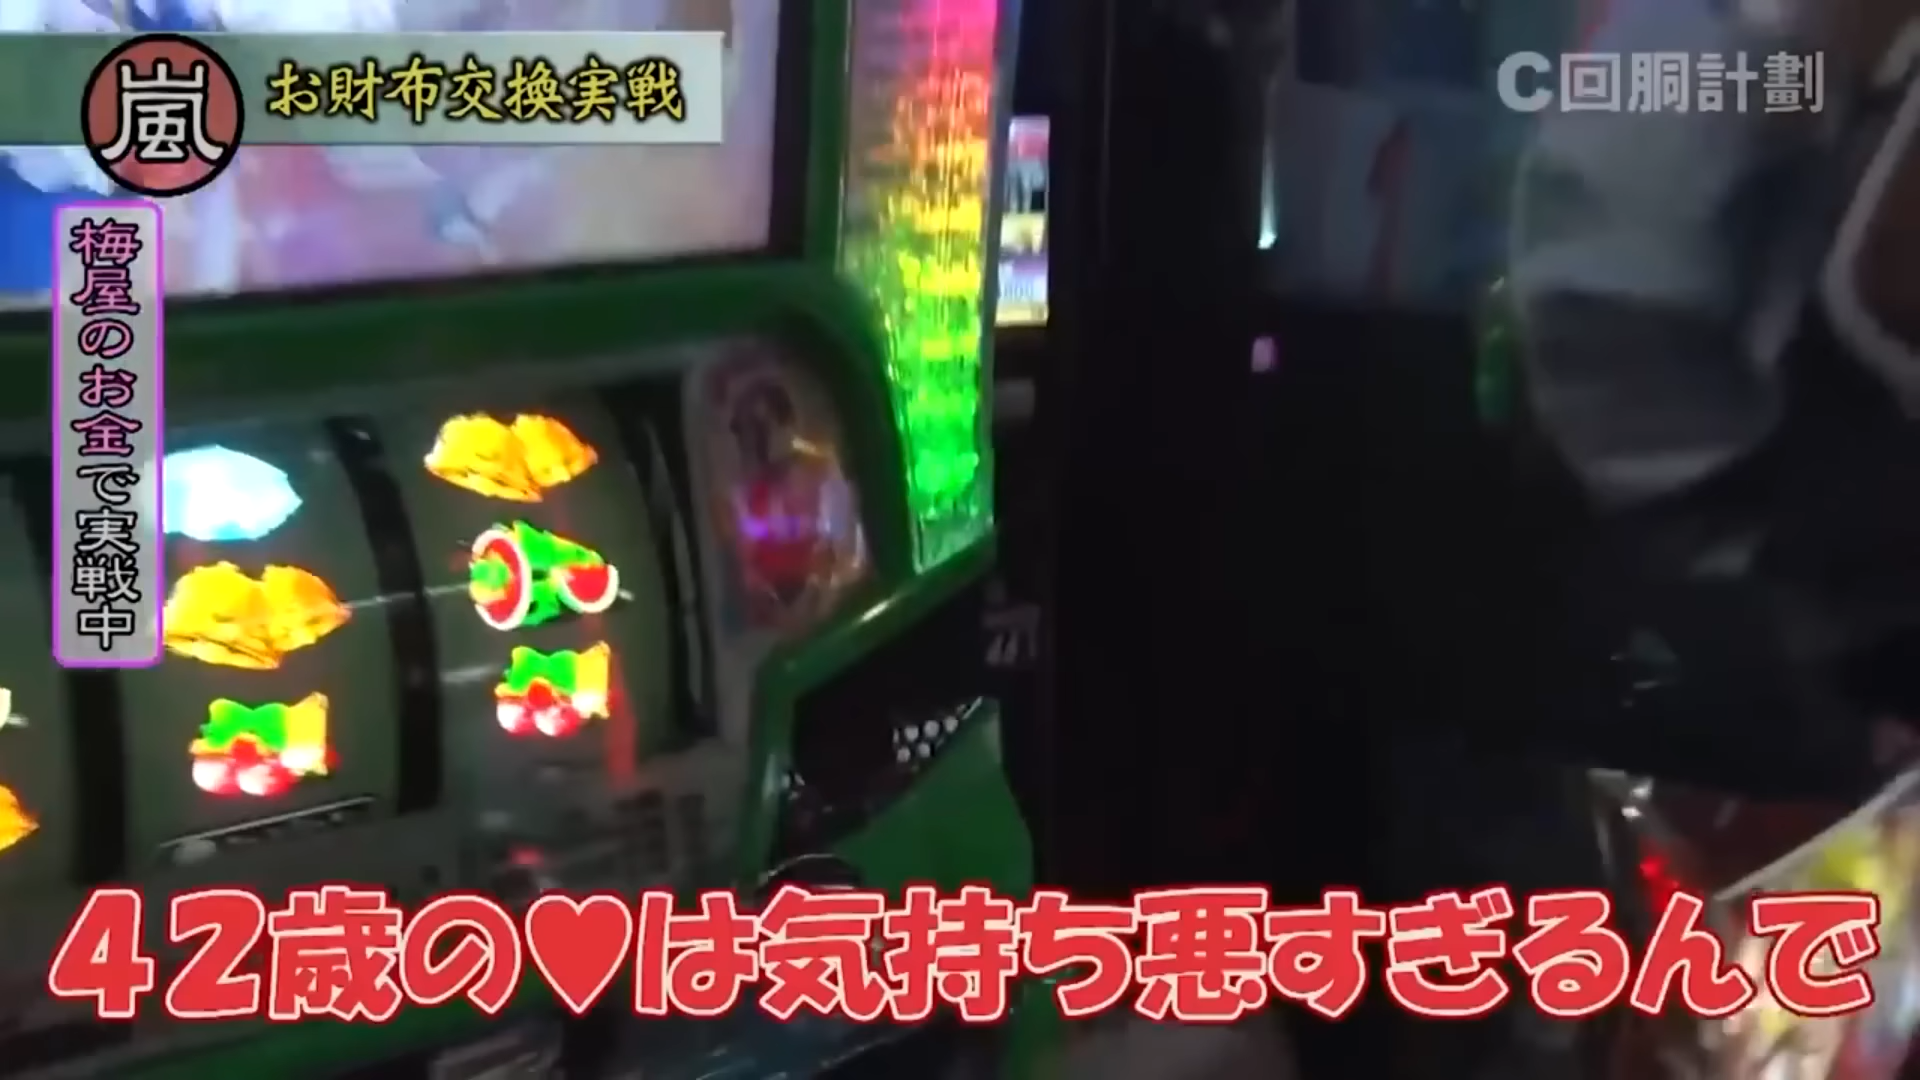 嵐
お財布交換実戦
C回胴計劃
梅屋のお金で実戦中
42歳の♥は気持ち悪すぎるんで